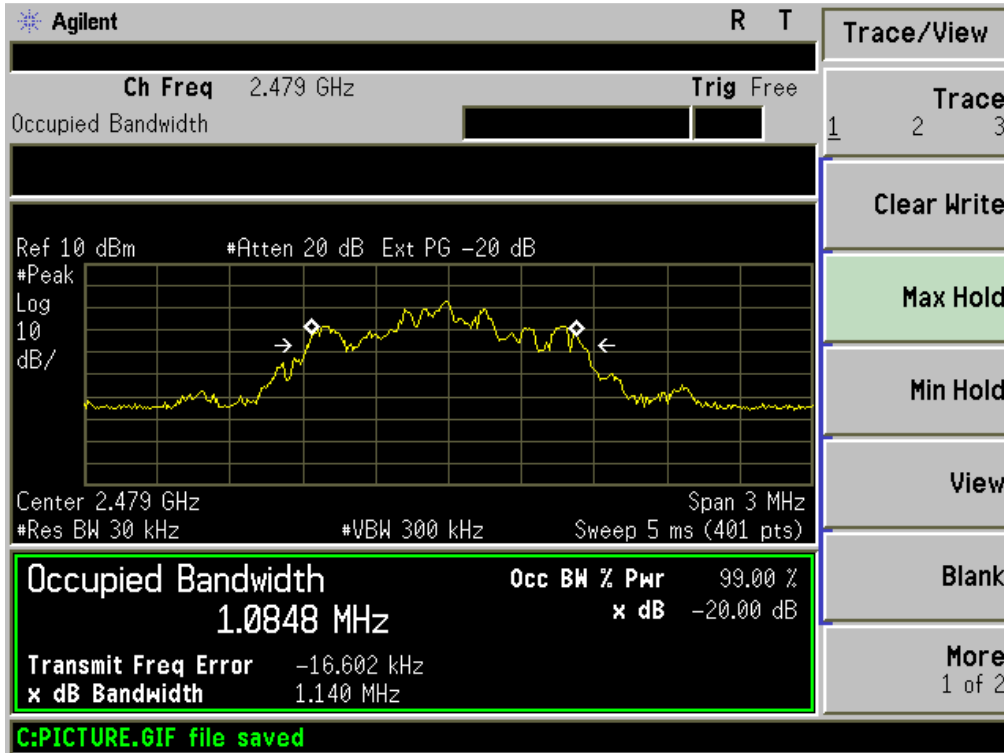 Agilent R T
Ch Freq 2.479 GHz Trig Free
Occupied Bandwidth
Ref 10 dBm #Atten 20 dB Ext PG −20 dB
#Peak
Log
10
dB/
Center 2.479 GHz Span 3 MHz
#Res BW 30 kHz #VBW 300 kHz Sweep 5 ms (401 pts)
Occupied Bandwidth Occ BW % Pwr 99.00 %
1.0848 MHz x dB −20.00 dB
Transmit Freq Error −16.602 kHz
x dB Bandwidth 1.140 MHz
C:PICTURE.GIF file saved
Trace/View
Trace
1 2 3
Clear Write
Max Hold
Min Hold
View
Blank
More
1 of 2